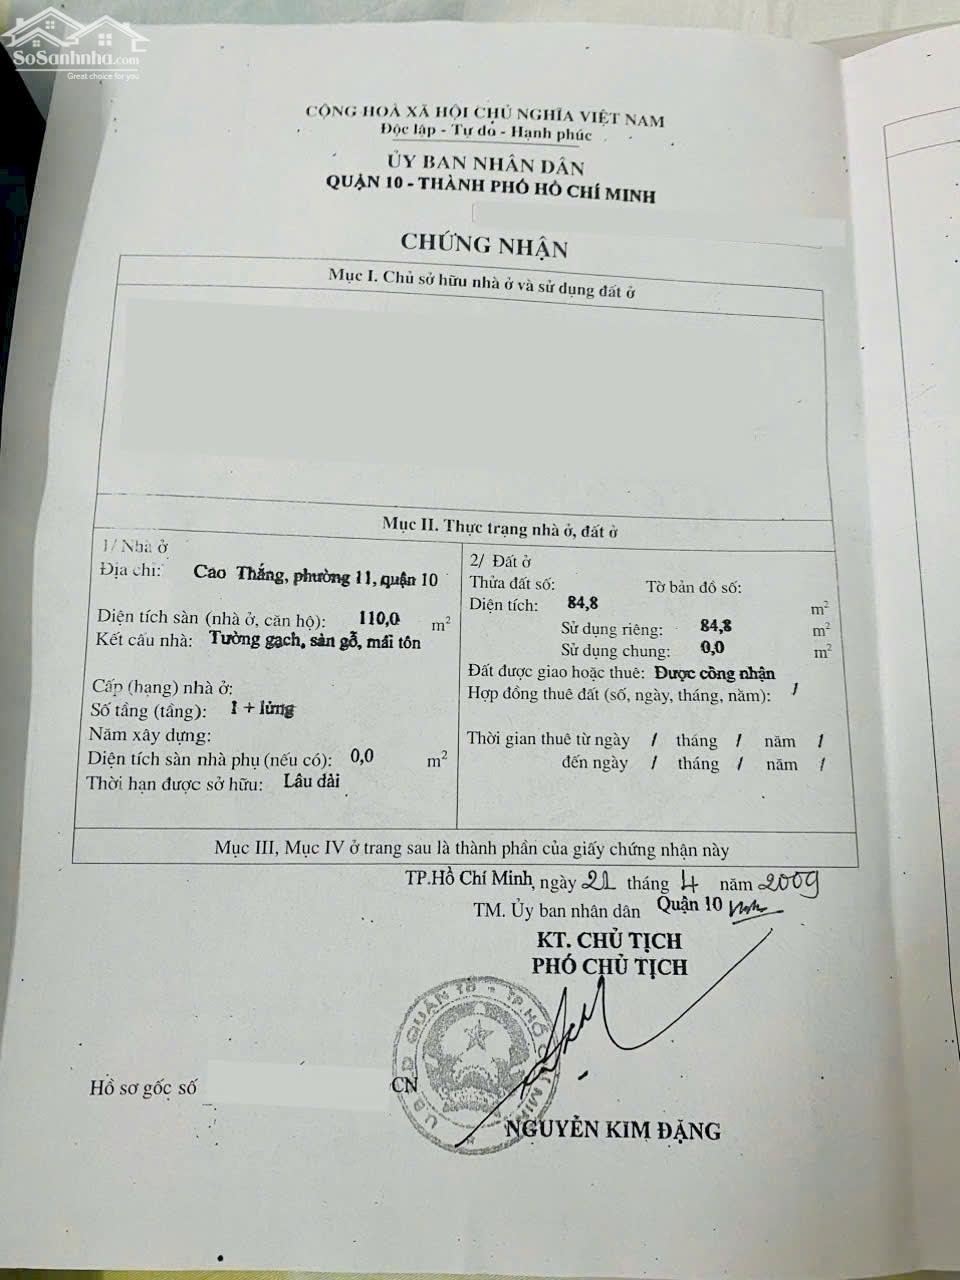 SoSanhnha.com
Great choice for you
CỘNG HOÀ XÃ HỘI CHỦ NGHĨA VIỆT NAM
Độc lập - Tự do - Hạnh phúc
ỦY BAN NHÂN DÂN
QUẬN 10 - THÀNH PHỐ HỒ CHÍ MINH
CHỨNG NHẬN
Mục I. Chủ sở hữu nhà ở và sử dụng đất ở
Mục II. Thực trạng nhà ở, đất ở
1/ Nhà ở
Địa chỉ: Cao Thắng, phường 11, quận 10
Diện tích sàn (nhà ở, căn hộ): 110,0 m²
Kết cấu nhà: Tường gạch, sàn gỗ, mái tôn
Cấp (hạng) nhà ở:
Số tầng (tầng): 1 + lửng
Năm xây dựng:
Diện tích sàn nhà phụ (nếu có): 0,0 m²
Thời hạn được sở hữu: Lâu dài
2/ Đất ở
Thửa đất số: Tờ bản đồ số:
Diện tích: 84,8 m²
Sử dụng riêng: 84,8 m²
Sử dụng chung: 0,0 m²
Đất được giao hoặc thuê: Được công nhận
Hợp đồng thuê đất (số, ngày, tháng, năm): /
Thời gian thuê từ ngày / tháng / năm /
đến ngày / tháng / năm /
Mục III, Mục IV ở trang sau là thành phần của giấy chứng nhận này
TP.Hồ Chí Minh, ngày 21 tháng 4 năm 2009
TM. Ủy ban nhân dân Quận 10
KT. CHỦ TỊCH
PHÓ CHỦ TỊCH
U.B.N.D QUẬN 10 TP. HỒ CHÍ MINH
Hồ sơ gốc số CN
NGUYỄN KIM ĐẶNG